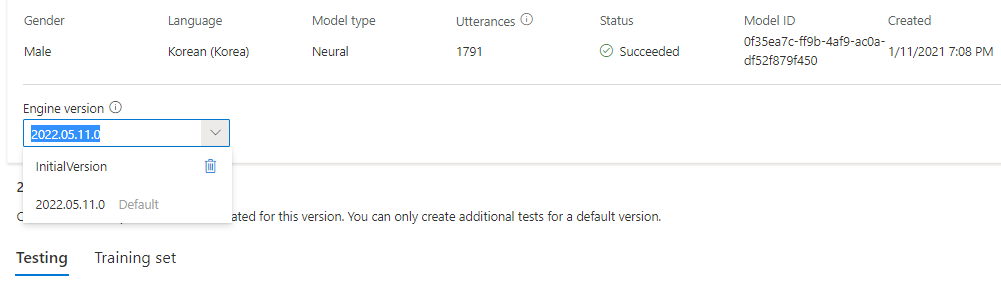 Gender Language Model type Utterances Status Model ID Created
Male Korean (Korea) Neural 1791 Succeeded 0f35ea7c-ff9b-4af9-ac0a-df52f879f450 1/11/2021 7:08 PM
Engine version
2022.05.11.0
InitialVersion
2022.05.11.0 Default
ated for this version. You can only create additional tests for a default version.
Testing Training set